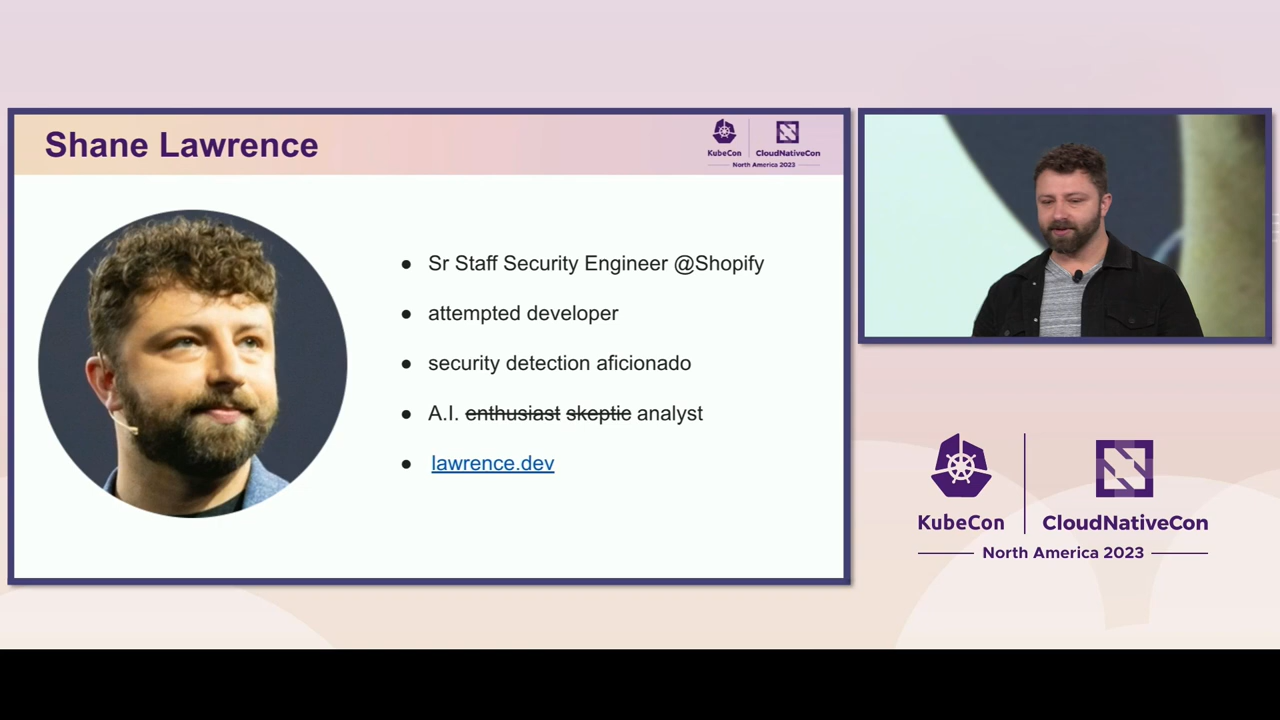 Shane Lawrence
KubeCon
CloudNativeCon
North America 2023
● Sr Staff Security Engineer @Shopify
● attempted developer
● security detection aficionado
● A.I. enthusiast skeptic analyst
● lawrence.dev
KubeCon
CloudNativeCon
North America 2023